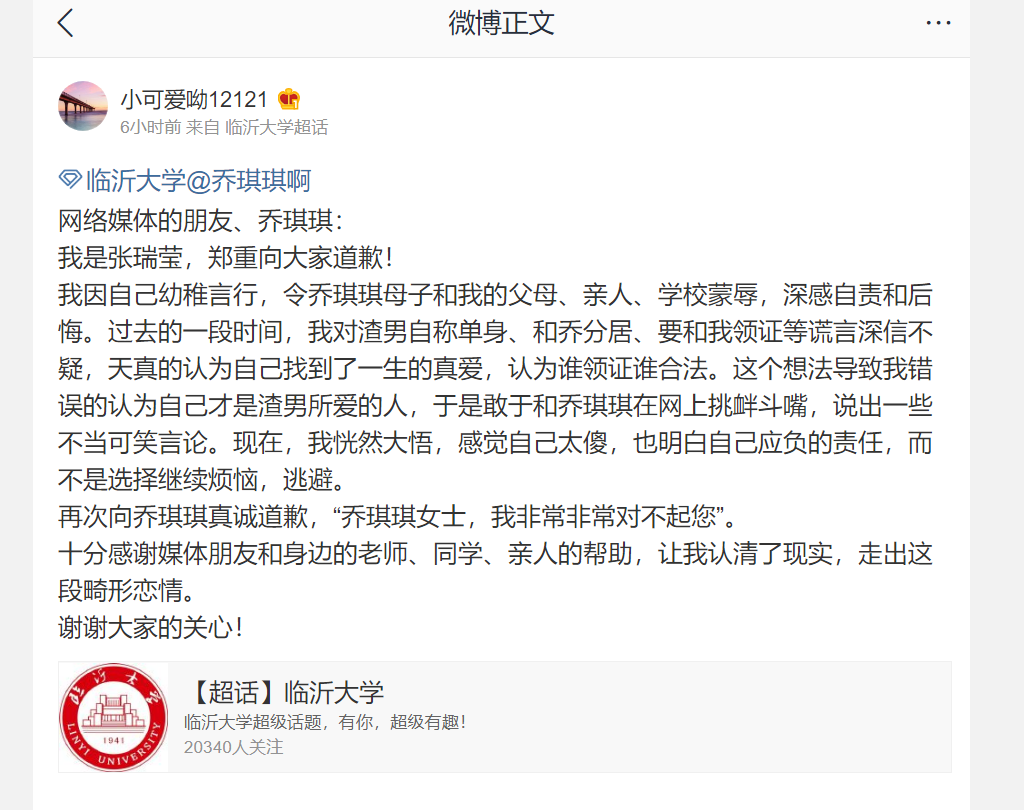 微博正文
小可爱呦12121
6小时前 来自 临沂大学超话
临沂大学@乔琪琪啊
网络媒体的朋友、乔琪琪：
我是张瑞莹，郑重向大家道歉！
我因自己幼稚言行，令乔琪琪母子和我的父母、亲人、学校蒙辱，深感自责和后
悔。过去的一段时间，我对渣男自称单身、和乔分居、要和我领证等谎言深信不
疑，天真的认为自己找到了一生的真爱，认为谁领证谁合法。这个想法导致我错
误的认为自己才是渣男所爱的人，于是敢于和乔琪琪在网上挑衅斗嘴，说出一些
不当可笑言论。现在，我恍然大悟，感觉自己太傻，也明白自己应负的责任，而
不是选择继续烦恼，逃避。
再次向乔琪琪真诚道歉，“乔琪琪女士，我非常非常对不起您”。
十分感谢媒体朋友和身边的老师、同学、亲人的帮助，让我认清了现实，走出这
段畸形恋情。
谢谢大家的关心！
临沂大学
1941
LINYI UNIVERSITY
【超话】临沂大学
临沂大学超级话题，有你，超级有趣！
20340人关注